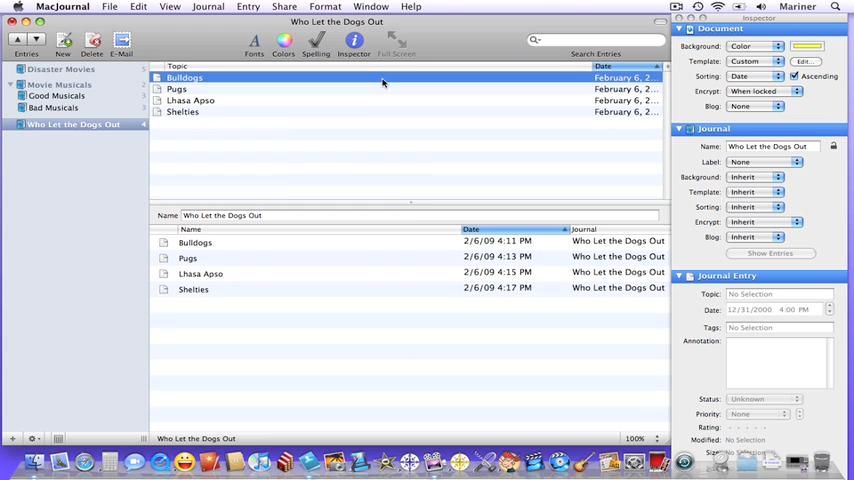 MacJournal File Edit View Journal Entry Share Format Window Help Mariner
Who Let the Dogs Out
Inspector
Entries New Delete E-Mail Fonts Colors Spelling Inspector Full Screen Search Entries
Topic Date
Disaster Movies 5
Movie Musicals 5
Good Musicals
Bad Musicals
Who Let the Dogs Out 4
Bulldogs February 6, 2...
Pugs February 6, 2...
Lhasa Apso February 6, 2...
Shelties February 6, 2...
Name Who Let the Dogs Out
Name Date Journal
Bulldogs 2/6/09 4:11 PM Who Let the Dogs Out
Pugs 2/6/09 4:13 PM Who Let the Dogs Out
Lhasa Apso 2/6/09 4:15 PM Who Let the Dogs Out
Shelties 2/6/09 4:17 PM Who Let the Dogs Out
Who Let the Dogs Out 100%
Document
Background: Color
Template: Custom Edit...
Sorting: Date Ascending
Encrypt: When locked
Blog: None
Journal
Name: Who Let the Dogs Out
Label: None
Background: Inherit
Template: Inherit
Sorting: Inherit
Encrypt: Inherit
Blog: Inherit
Show Entries
Journal Entry
Topic: No Selection
Date: 12/31/2000 4:00 PM
Tags: No Selection
Annotation:
Status: Unknown
Priority: None
Rating:
Modified: No Selection